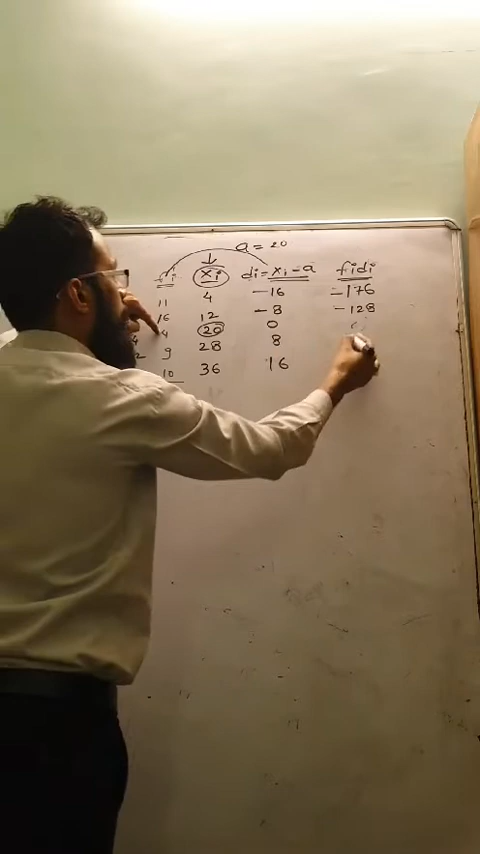 a = 20
fi xi di = xi - a fidi
11 4 -16 -176
16 12 -8 -128
4 20 0
2 9 28 8
10 36 16